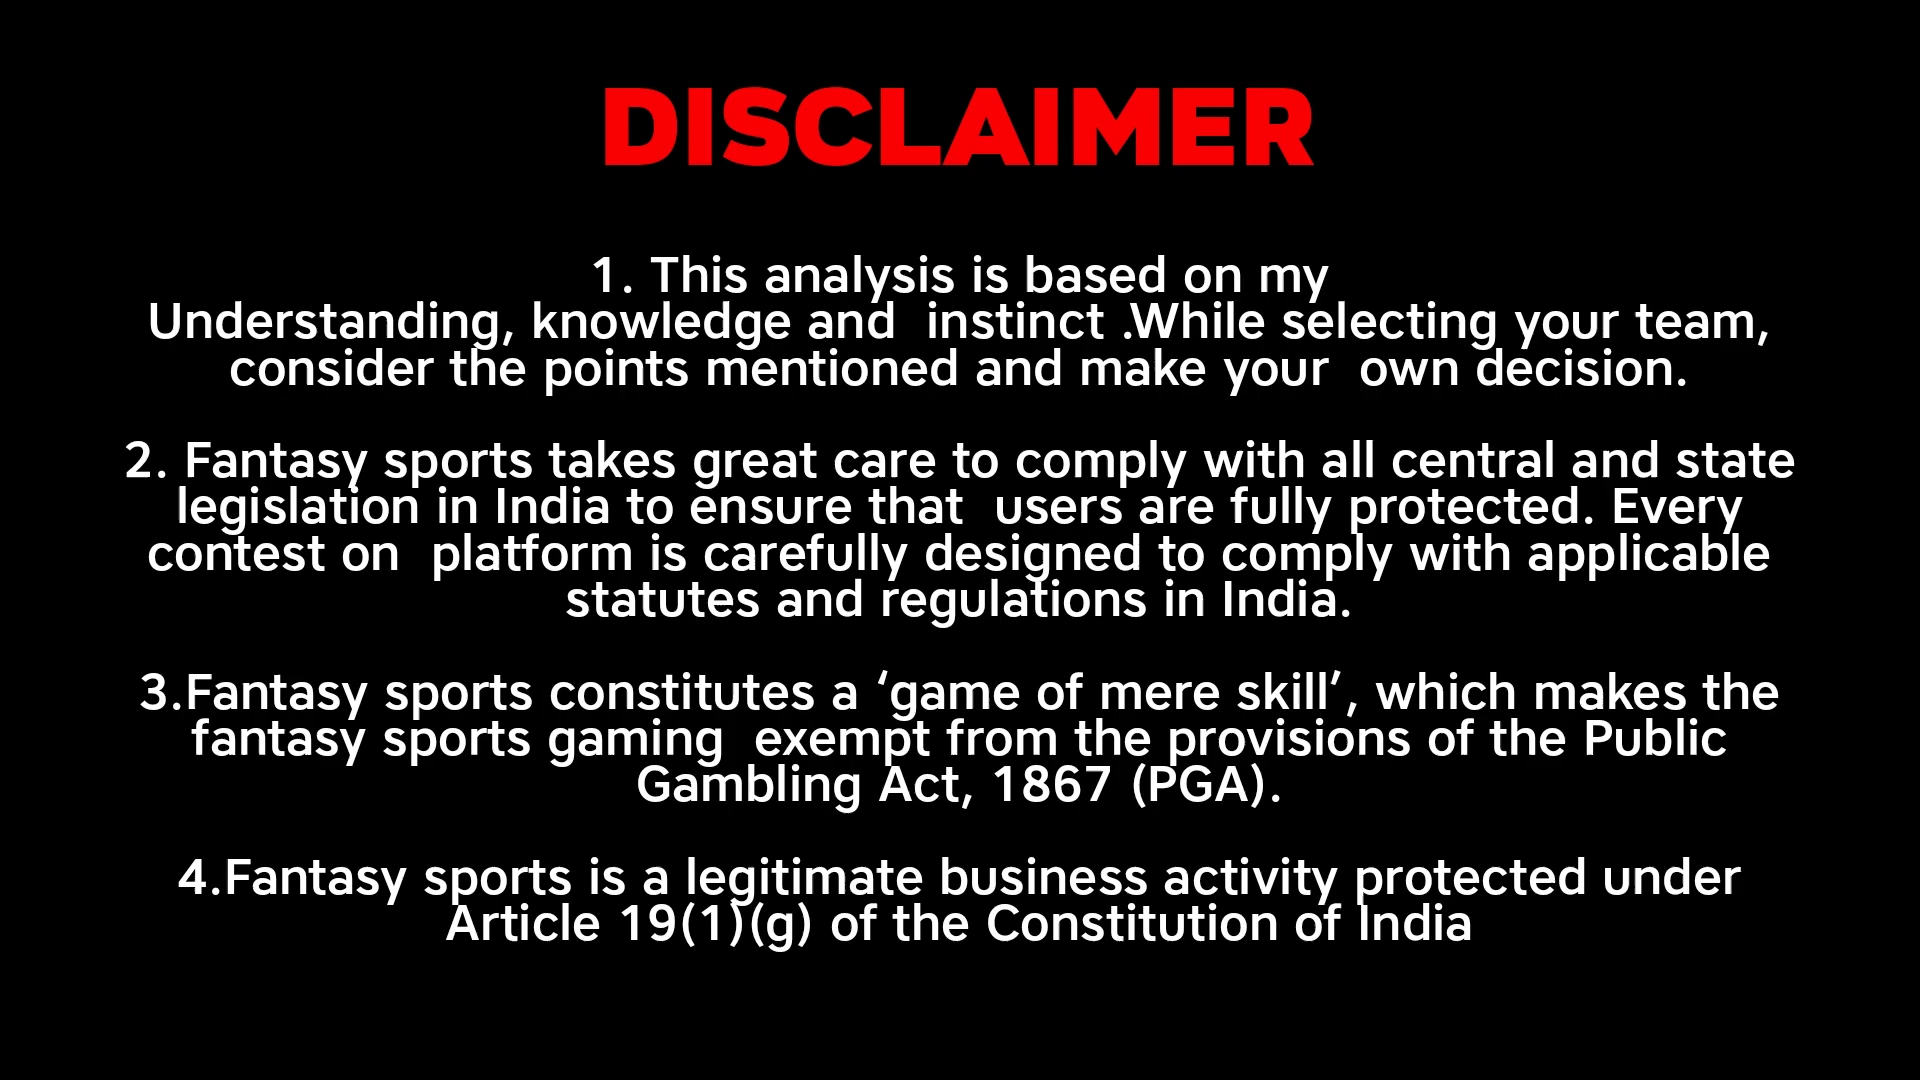 DISCLAIMER
1. This analysis is based on my
Understanding, knowledge and  instinct .While selecting your team,
consider the points mentioned and make your  own decision.
2. Fantasy sports takes great care to comply with all central and state
legislation in India to ensure that  users are fully protected. Every
contest on  platform is carefully designed to comply with applicable
statutes and regulations in India.
3.Fantasy sports constitutes a ‘game of mere skill’, which makes the
fantasy sports gaming  exempt from the provisions of the Public
Gambling Act, 1867 (PGA).
4.Fantasy sports is a legitimate business activity protected under
Article 19(1)(g) of the Constitution of India